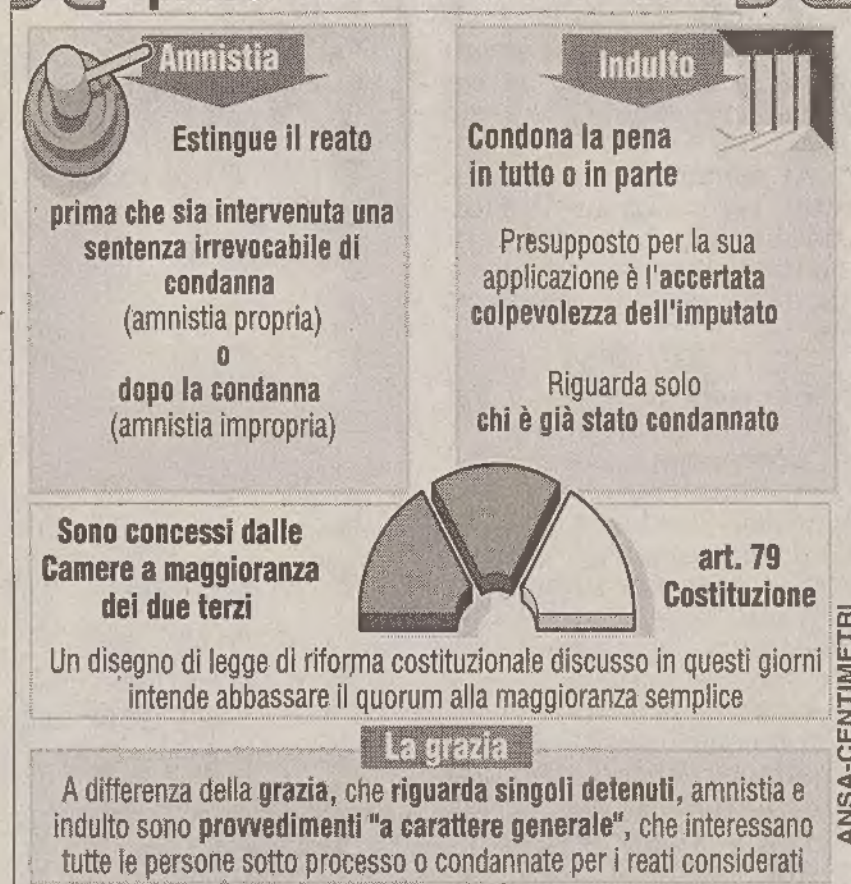 Amnistia
Estingue il reato
prima che sia intervenuta una
sentenza irrevocabile di
condanna
(amnistia propria)
o
dopo la condanna
(amnistia impropria)
Indulto
Condona la pena
in tutto o in parte
Presupposto per la sua
applicazione è l'accertata
colpevolezza dell'imputato
Riguarda solo
chi è già stato condannato
Sono concessi dalle
Camere a maggioranza
dei due terzi
art. 79
Costituzione
Un disegno di legge di riforma costituzionale discusso in questi giorni
intende abbassare il quorum alla maggioranza semplice
La grazia
A differenza della grazia, che riguarda singoli detenuti, amnistia e
indulto sono provvedimenti "a carattere generale", che interessano
tutte le persone sotto processo o condannate per i reati considerati
ANSA-CENTIMETRI